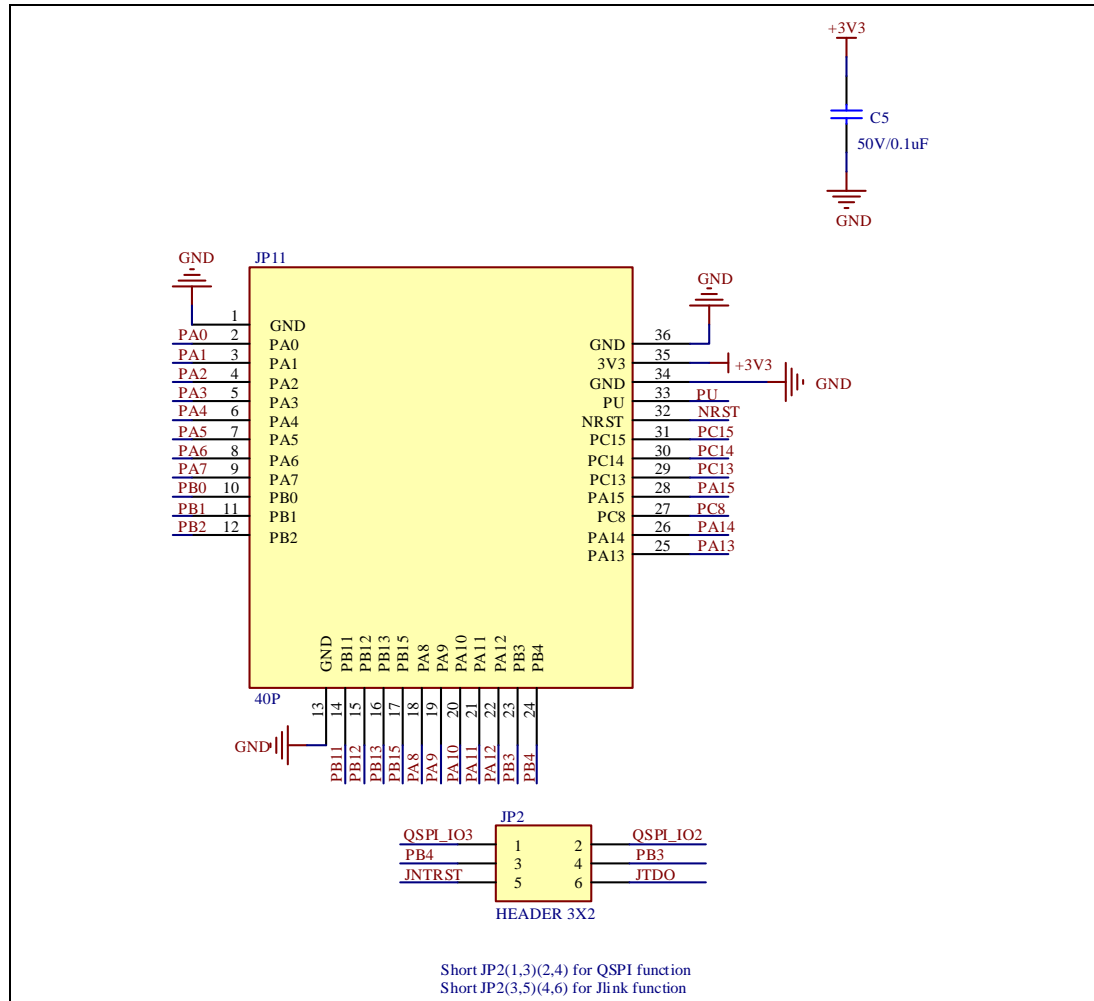 +3V3
C5
50V/0.1uF
GND
JP11
GND
GND
1 GND
PA0 2 PA0
PA1 3 PA1
PA2 4 PA2
PA3 5 PA3
PA4 6 PA4
PA5 7 PA5
PA6 8 PA6
PA7 9 PA7
PB0 10 PB0
PB1 11 PB1
PB2 12 PB2
GND 36
3V3 35 +3V3
GND 34 GND
PU 33 PU
NRST 32 NRST
PC15 31 PC15
PC14 30 PC14
PC13 29 PC13
PA15 28 PA15
PC8 27 PC8
PA14 26 PA14
PA13 25 PA13
GND PB11 PB12 PB13 PB15 PA8 PA9 PA10 PA11 PA12 PB3 PB4
40P
13 14 15 16 17 18 19 20 21 22 23 24
GND
PB11 PB12 PB13 PB15 PA8 PA9 PA10 PA11 PA12 PB3 PB4
JP2
QSPI_IO3 1 2 QSPI_IO2
PB4 3 4 PB3
JNTRST 5 6 JTDO
HEADER 3X2
Short JP2(1,3)(2,4) for QSPI function
Short JP2(3,5)(4,6) for Jlink function